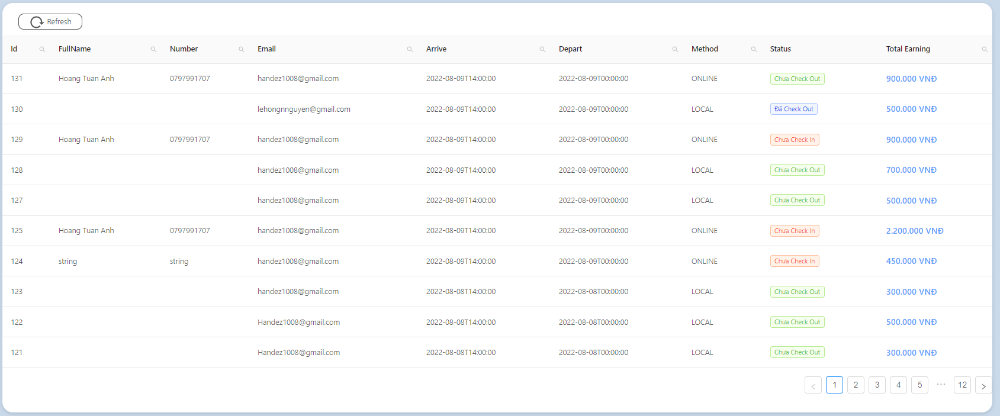 Refresh
Id FullName Number Email Arrive Depart Method Status Total Earning
131 Hoang Tuan Anh 0797991707 handez1008@gmail.com 2022-08-09T14:00:00 2022-08-09T00:00:00 ONLINE Chưa Check Out 900.000 VNĐ
130 lehongnnguyen@gmail.com 2022-08-09T14:00:00 2022-08-09T00:00:00 LOCAL Đã Check Out 500.000 VNĐ
129 Hoang Tuan Anh 0797991707 handez1008@gmail.com 2022-08-09T14:00:00 2022-08-09T00:00:00 ONLINE Chưa Check In 900.000 VNĐ
128 handez1008@gmail.com 2022-08-09T14:00:00 2022-08-09T00:00:00 LOCAL Chưa Check Out 700.000 VNĐ
127 handez1008@gmail.com 2022-08-09T14:00:00 2022-08-09T00:00:00 LOCAL Chưa Check Out 500.000 VNĐ
125 Hoang Tuan Anh 0797991707 handez1008@gmail.com 2022-08-09T14:00:00 2022-08-09T00:00:00 ONLINE Chưa Check In 2.200.000 VNĐ
124 string string handez1008@gmail.com 2022-08-09T14:00:00 2022-08-09T00:00:00 ONLINE Chưa Check In 450.000 VNĐ
123 handez1008@gmail.com 2022-08-08T14:00:00 2022-08-08T00:00:00 LOCAL Chưa Check Out 300.000 VNĐ
122 Handez1008@gmail.com 2022-08-08T14:00:00 2022-08-08T00:00:00 LOCAL Chưa Check Out 500.000 VNĐ
121 Handez1008@gmail.com 2022-08-08T14:00:00 2022-08-08T00:00:00 LOCAL Chưa Check Out 300.000 VNĐ
< 1 2 3 4 5 ••• 12 >